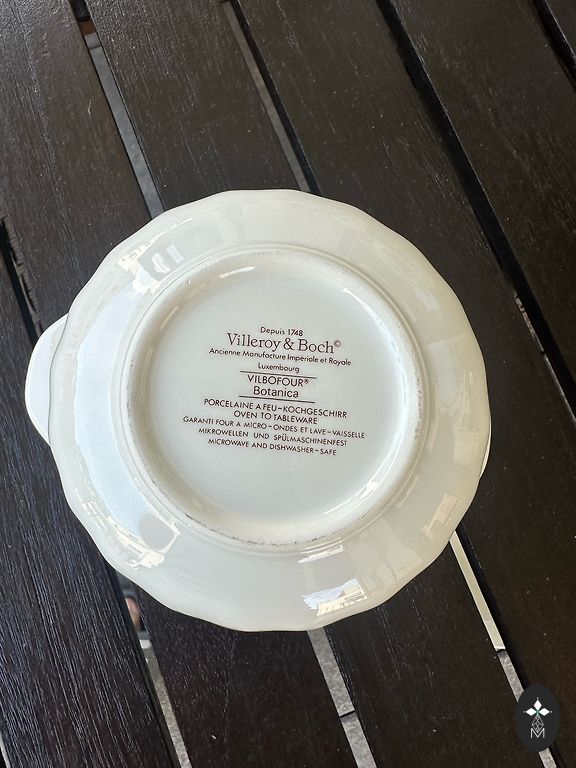 Depuis 1748
Villeroy & Boch©
Ancienne Manufacture Impériale et Royale
Luxembourg
VILBOFOUR®
Botanica
PORCELAINE A FEU–KOCHGESCHIRR
OVEN TO TABLEWARE
GARANTI FOUR A MICRO–ONDES ET LAVE–VAISSELLE
MIKROWELLEN UND SPÜLMASCHINENFEST
MICROWAVE AND DISHWASHER–SAFE
M